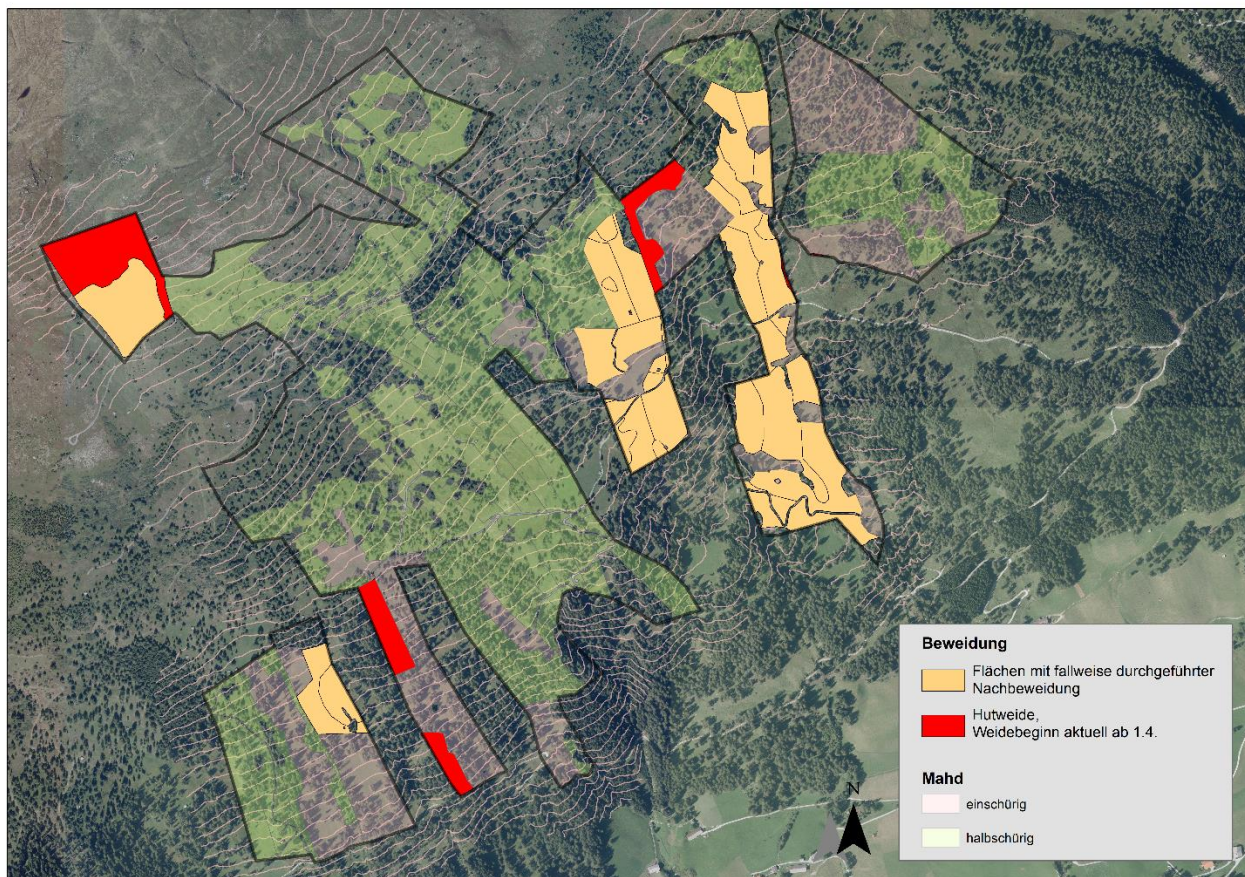 Beweidung
Flächen mit fallweise durchgeführter
Nachbeweidung
Hutweide,
Weidebeginn aktuell ab 1.4.
Mahd
einschürig
halbschürig
N